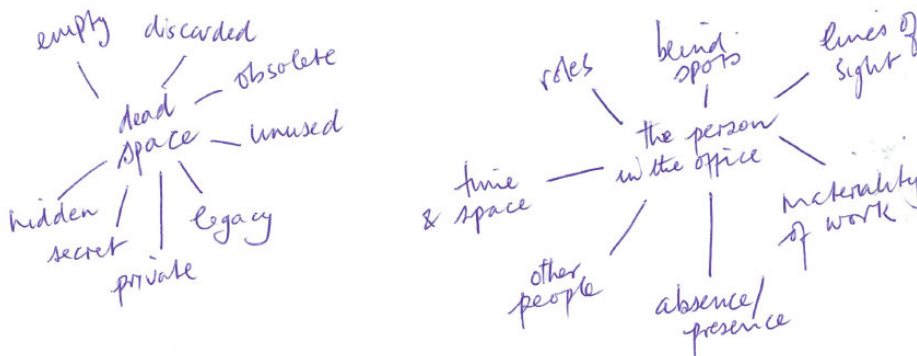 empty
discarded
obsolete
dead
space
unused
hidden
secret
private
legacy
roles
blind
spots
lines of
sight
the person
in the office
time
& space
materiality
of work
other
people
absence/
presence